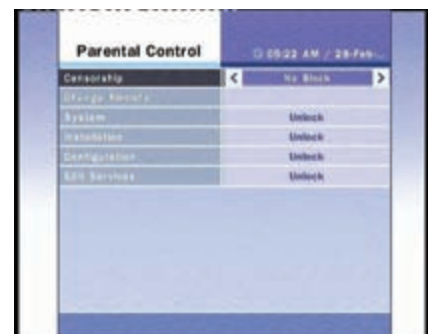 Parental Control
05:22 AM / 28-Feb-...
Censorship
< No Block >
Change
System Unlock
Installation Unlock
Configuration Unlock
Edit Services Unlock